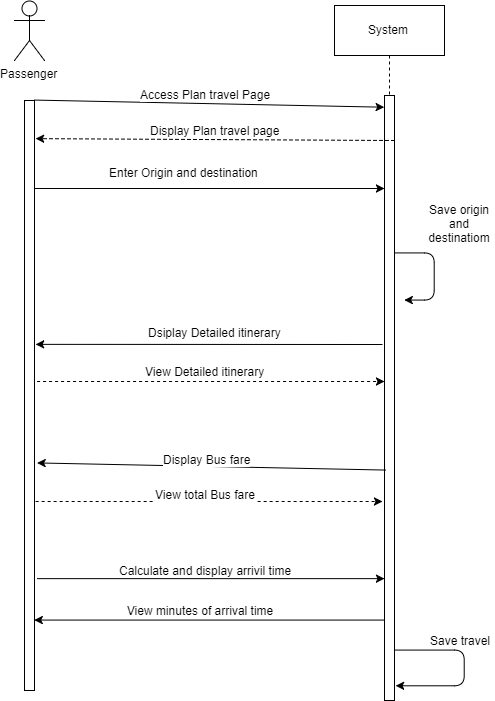 System
Passenger
Access Plan travel Page
Display Plan travel page
Enter Origin and destination
Save origin
and
destinatiom
Dsiplay Detailed itinerary
View Detailed itinerary
Display Bus fare
View total Bus fare
Calculate and display arrivil time
View minutes of arrival time
Save travel